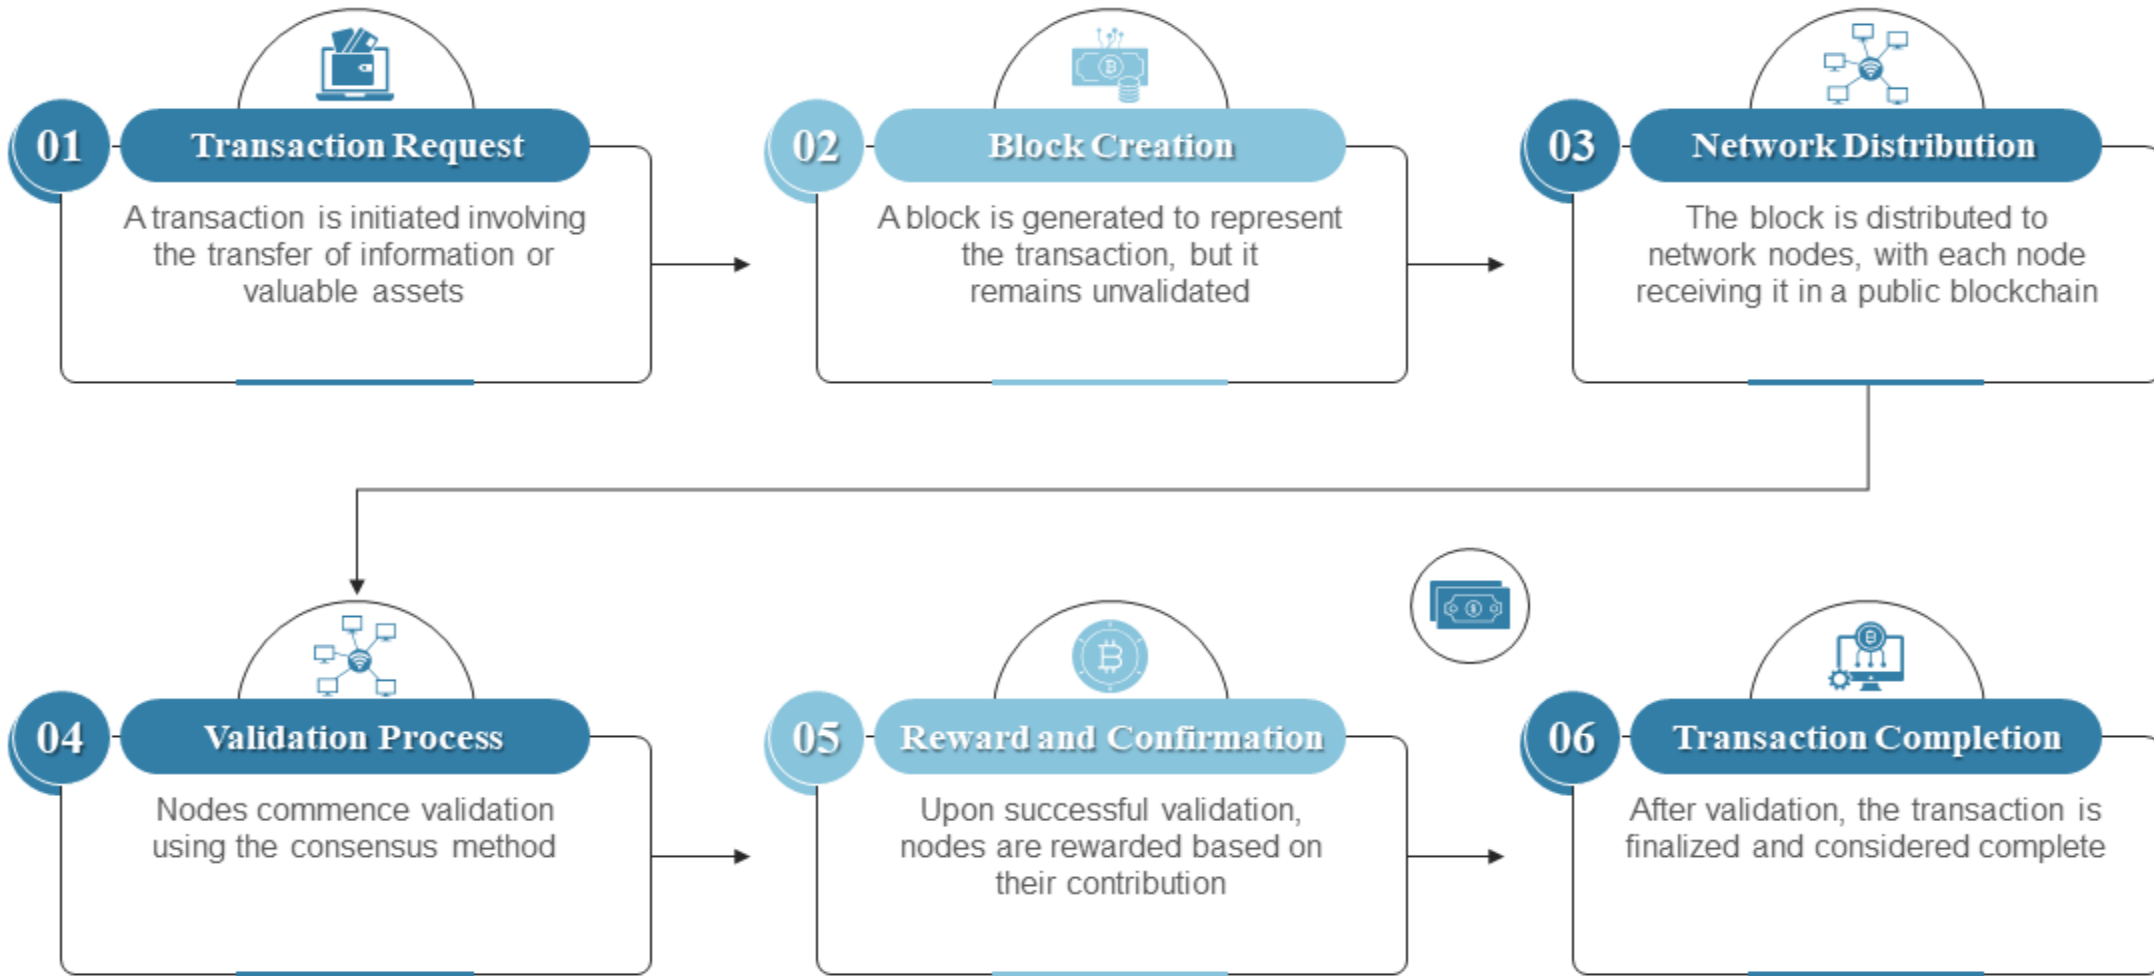 01
Transaction Request
A transaction is initiated involving
the transfer of information or
valuable assets
02
Block Creation
A block is generated to represent
the transaction, but it
remains unvalidated
03
Network Distribution
The block is distributed to
network nodes, with each node
receiving it in a public blockchain
04
Validation Process
Nodes commence validation
using the consensus method
05
Reward and Confirmation
Upon successful validation,
nodes are rewarded based on
their contribution
06
Transaction Completion
After validation, the transaction is
finalized and considered complete